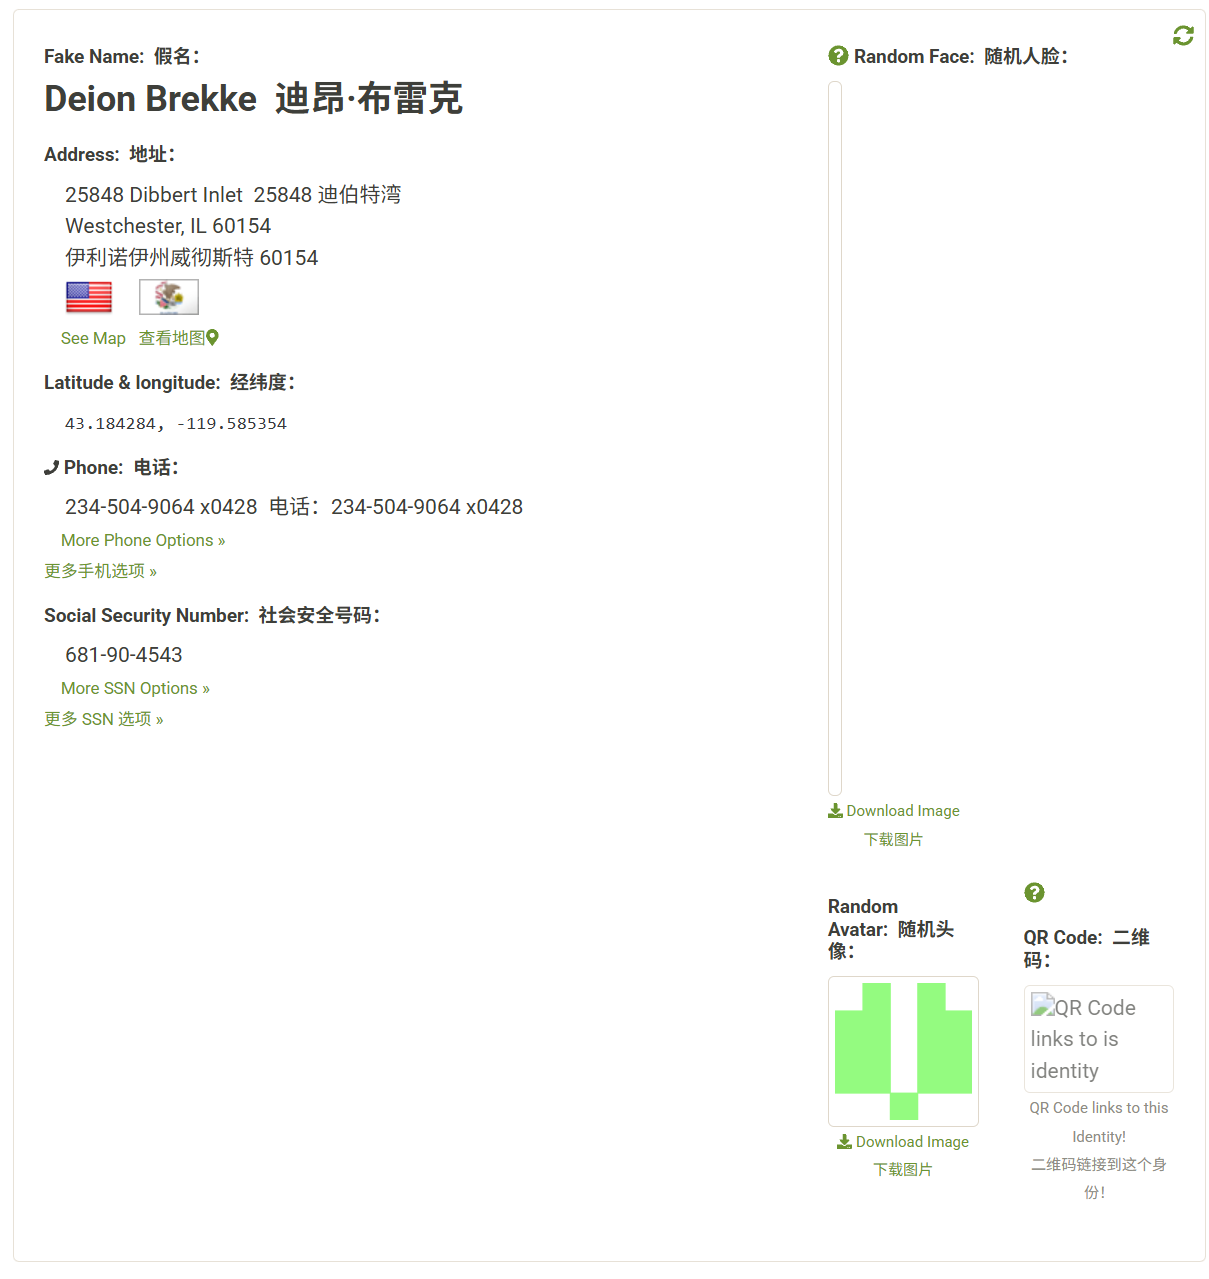 Fake Name: 假名：
Deion Brekke 迪昂·布雷克
Address: 地址：
25848 Dibbert Inlet 25848 迪伯特湾
Westchester, IL 60154
伊利诺伊州威彻斯特 60154
See Map 查看地图
Latitude & longitude: 经纬度：
43.184284, -119.585354
Phone: 电话：
234-504-9064 x0428 电话：234-504-9064 x0428
More Phone Options »
更多手机选项 »
Social Security Number: 社会安全号码：
681-90-4543
More SSN Options »
更多 SSN 选项 »
Random Face: 随机人脸：
Download Image
下载图片
Random
Avatar: 随机头
像：
Download Image
下载图片
QR Code: 二维
码：
QR Code
links to is
identity
QR Code links to this
Identity!
二维码链接到这个身
份！